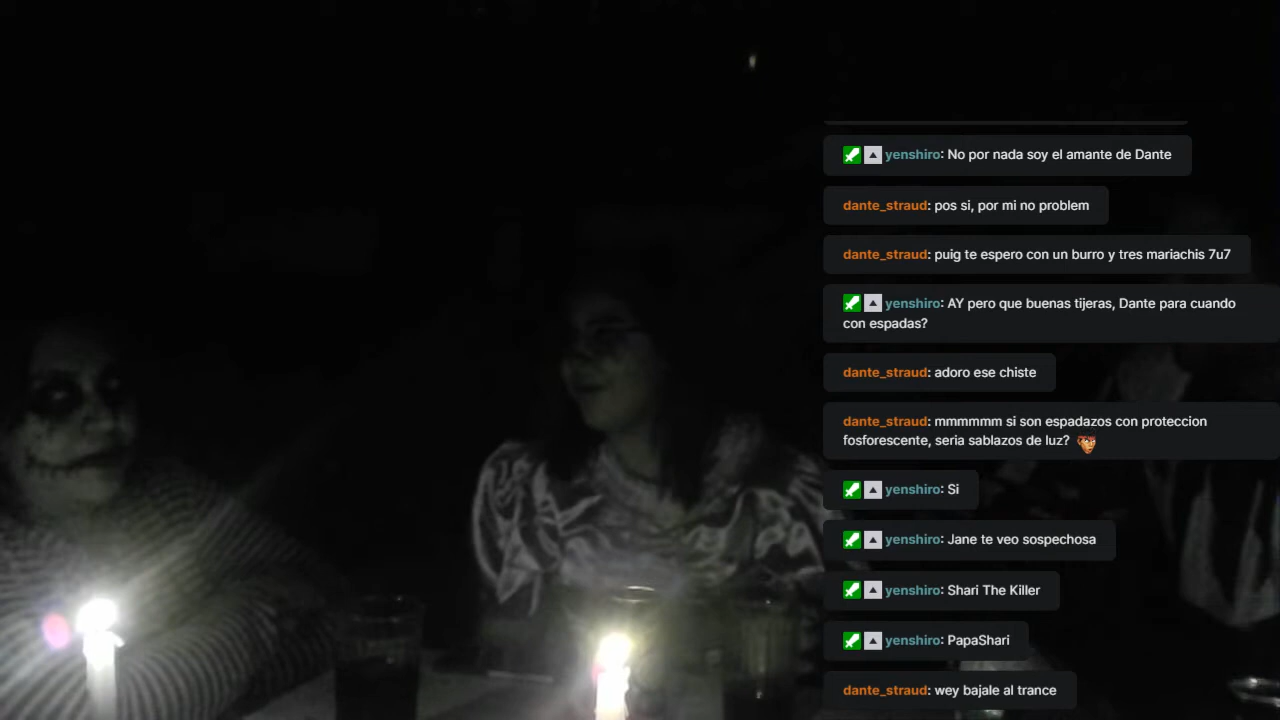 yenshiro: No por nada soy el amante de Dante
dante_straud: pos si, por mi no problem
dante_straud: puig te espero con un burro y tres mariachis 7u7
yenshiro: AY pero que buenas tijeras, Dante para cuando
con espadas?
dante_straud: adoro ese chiste
dante_straud: mmmmmm si son espadazos con proteccion
fosforescente, seria sablazos de luz?
yenshiro: Si
yenshiro: Jane te veo sospechosa
yenshiro: Shari The Killer
yenshiro: PapaShari
dante_straud: wey bajale al trance